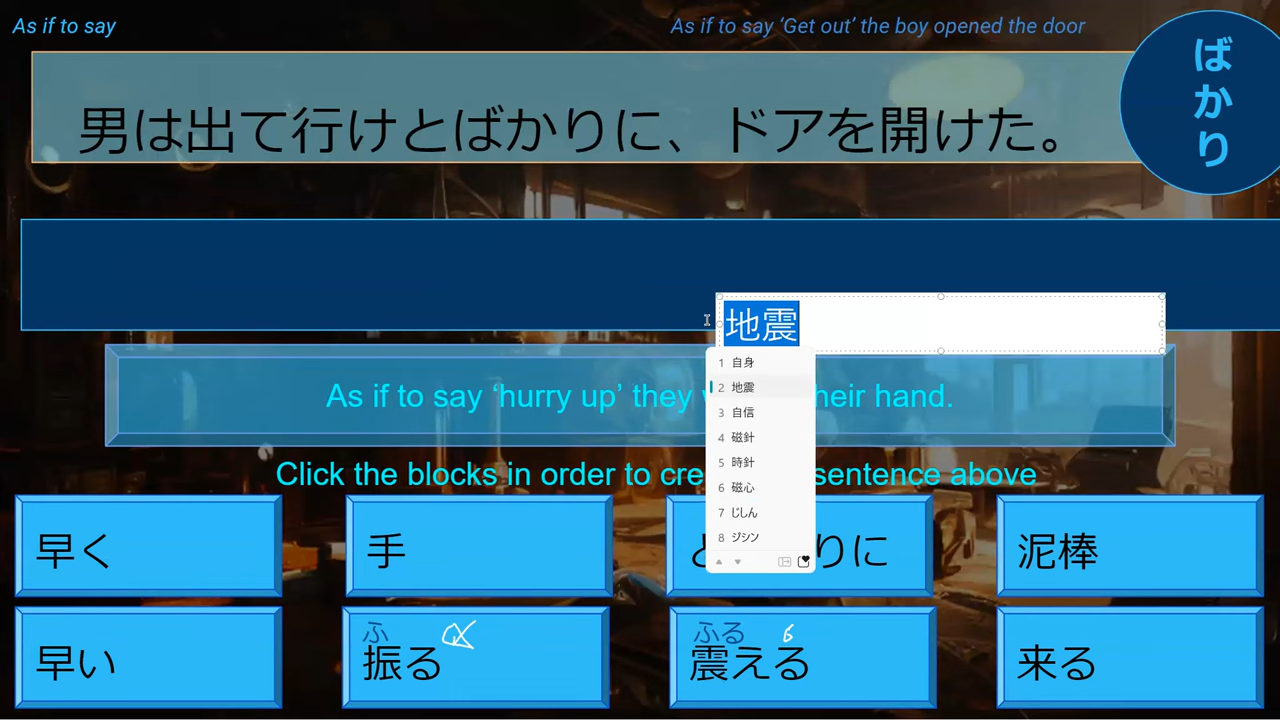 As if to say
As if to say ‘Get out’ the boy opened the door
ばかり
男は出て行けとばかりに、ドアを開けた。
地震
1 自身
2 地震
3 自信
4 磁針
5 時針
6 磁心
7 じしん
8 ジシン
As if to say ‘hurry up’ they heir hand.
Click the blocks in order to cre sentence above
早く
手
と りに
泥棒
早い
ふ
振る
ふる 6
震える
来る